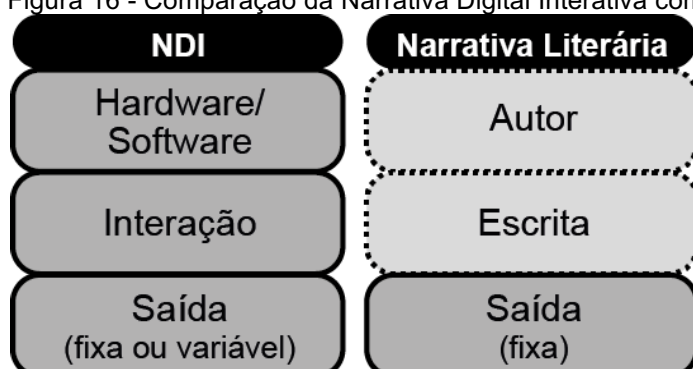 Figura 16 - Comparação da Narrativa Digital Interativa com
NDI
Hardware/
Software
Interação
Saída
(fixa ou variável)
Narrativa Literária
Autor
Escrita
Saída
(fixa)